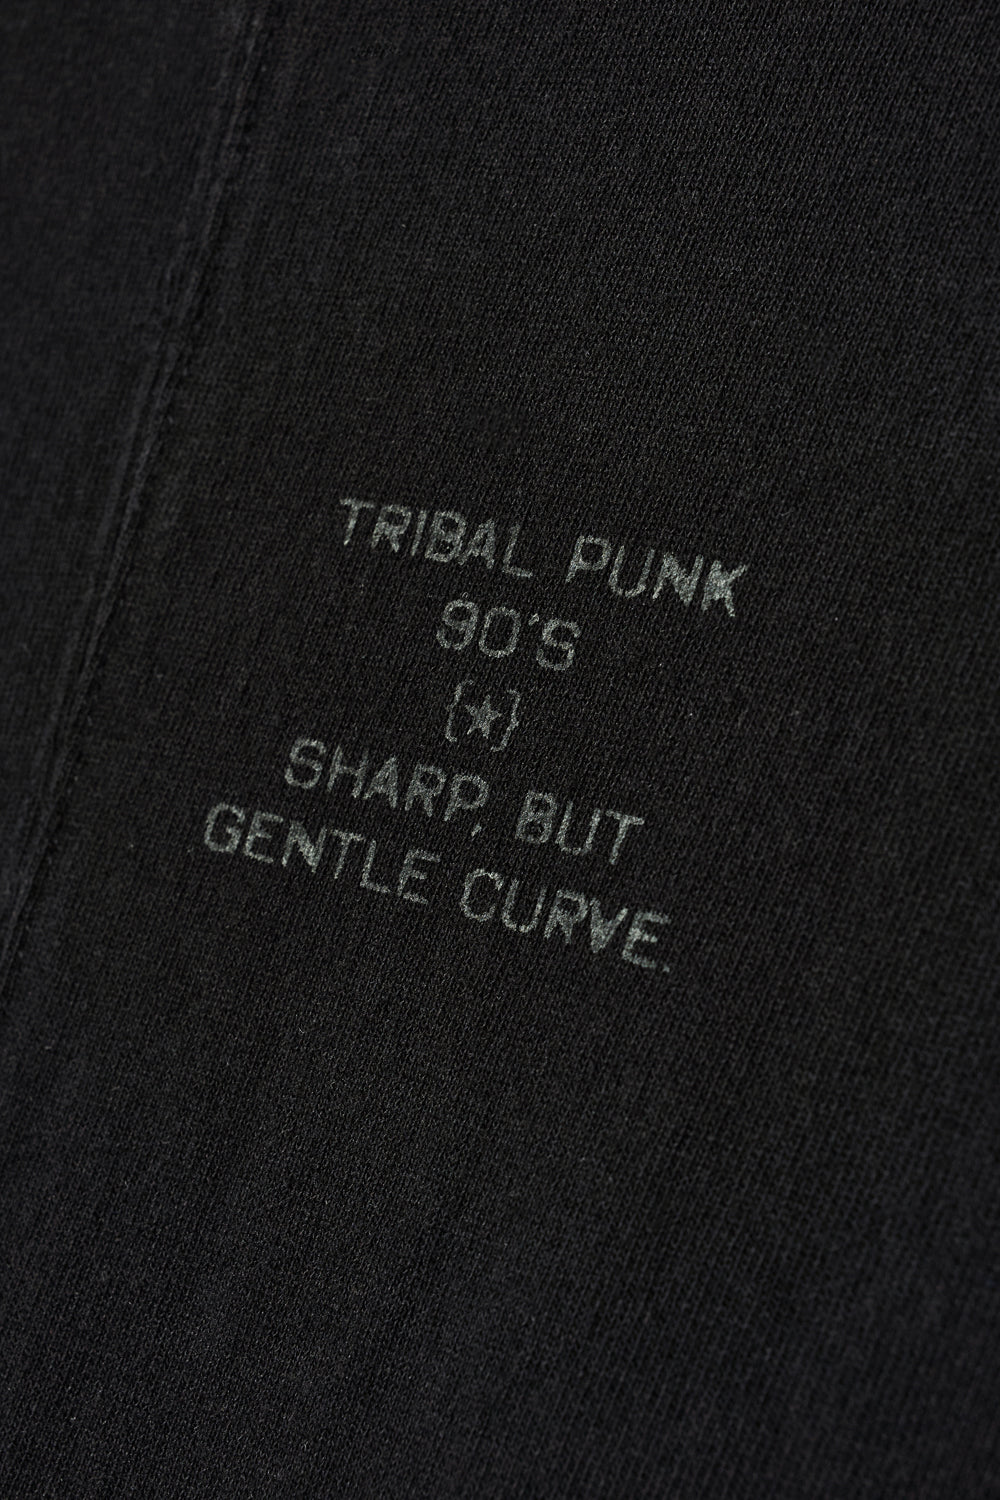 TRIBAL PUNK
90'S
{★}
SHARP, BUT
GENTLE CURVE.